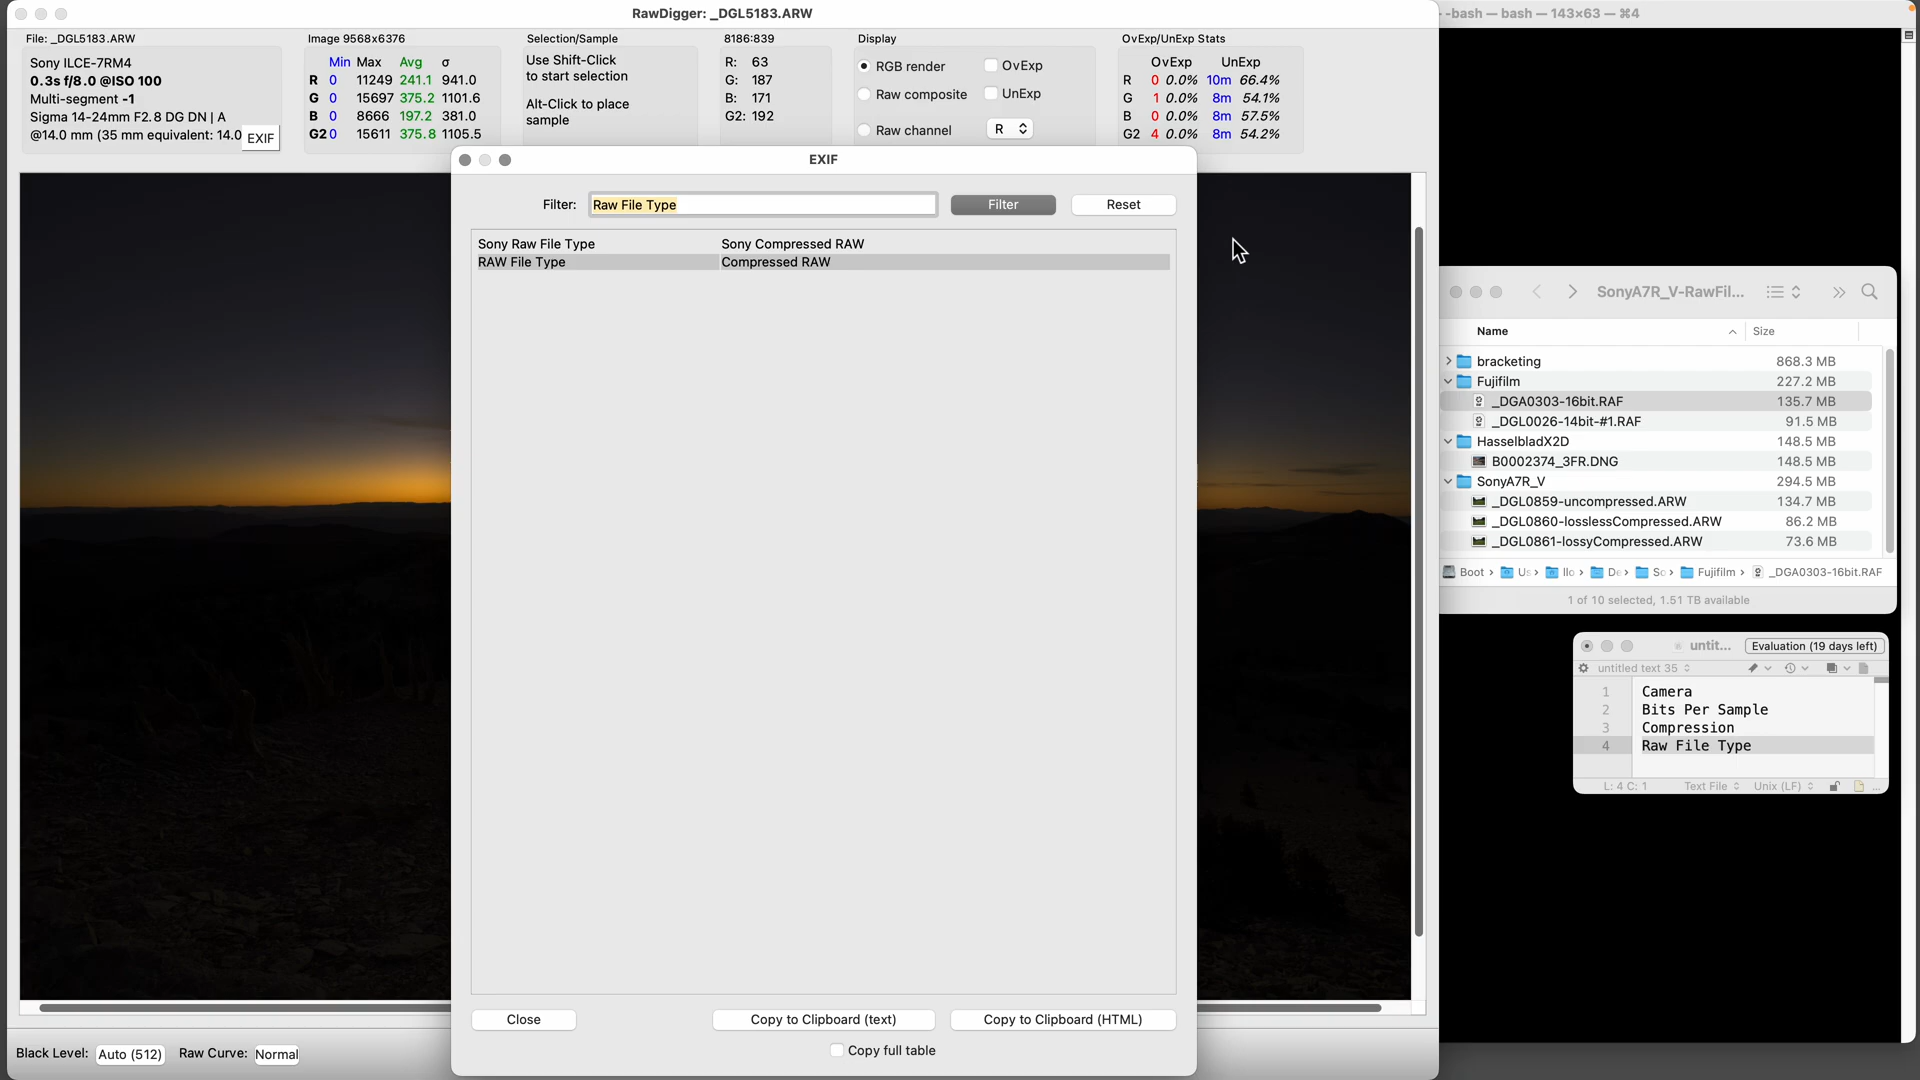 RawDigger: _DGL5183.ARW
-bash — bash — 143×63 — ⌘4
File: _DGL5183.ARW
Sony ILCE-7RM4
0.3s f/8.0 @ISO 100
Multi-segment -1
Sigma 14-24mm F2.8 DG DN | A
@14.0 mm (35 mm equivalent: 14.0
EXIF
Image 9568x6376
Min Max Avg σ
R 0 11249 241.1 941.0
G 0 15697 375.2 1101.6
B 0 8666 197.2 381.0
G2 0 15611 375.8 1105.5
Selection/Sample
Use Shift-Click
to start selection
Alt-Click to place
sample
8186:839
R: 63
G: 187
B: 171
G2: 192
Display
RGB render OvExp
Raw composite UnExp
Raw channel R
OvExp/UnExp Stats
OvExp UnExp
R 0 0.0% 10m 66.4%
G 1 0.0% 8m 54.1%
B 0 0.0% 8m 57.5%
G2 4 0.0% 8m 54.2%
EXIF
Filter: Raw File Type Filter Reset
Sony Raw File Type Sony Compressed RAW
RAW File Type Compressed RAW
Close Copy to Clipboard (text) Copy to Clipboard (HTML)
Copy full table
Black Level: Auto (512) Raw Curve: Normal
SonyA7R_V-RawFil...
Name Size
bracketing 868.3 MB
Fujifilm 227.2 MB
_DGA0303-16bit.RAF 135.7 MB
_DGL0026-14bit-#1.RAF 91.5 MB
HasselbladX2D 148.5 MB
B0002374_3FR.DNG 148.5 MB
SonyA7R_V 294.5 MB
_DGL0859-uncompressed.ARW 134.7 MB
_DGL0860-losslessCompressed.ARW 86.2 MB
_DGL0861-lossyCompressed.ARW 73.6 MB
Boot › Us › llo › De › So › Fujifilm › _DGA0303-16bit.RAF
1 of 10 selected, 1.51 TB available
untit... Evaluation (19 days left)
untitled text 35
1 Camera
2 Bits Per Sample
3 Compression
4 Raw File Type
L: 4 C: 1 Text File Unix (LF) ...